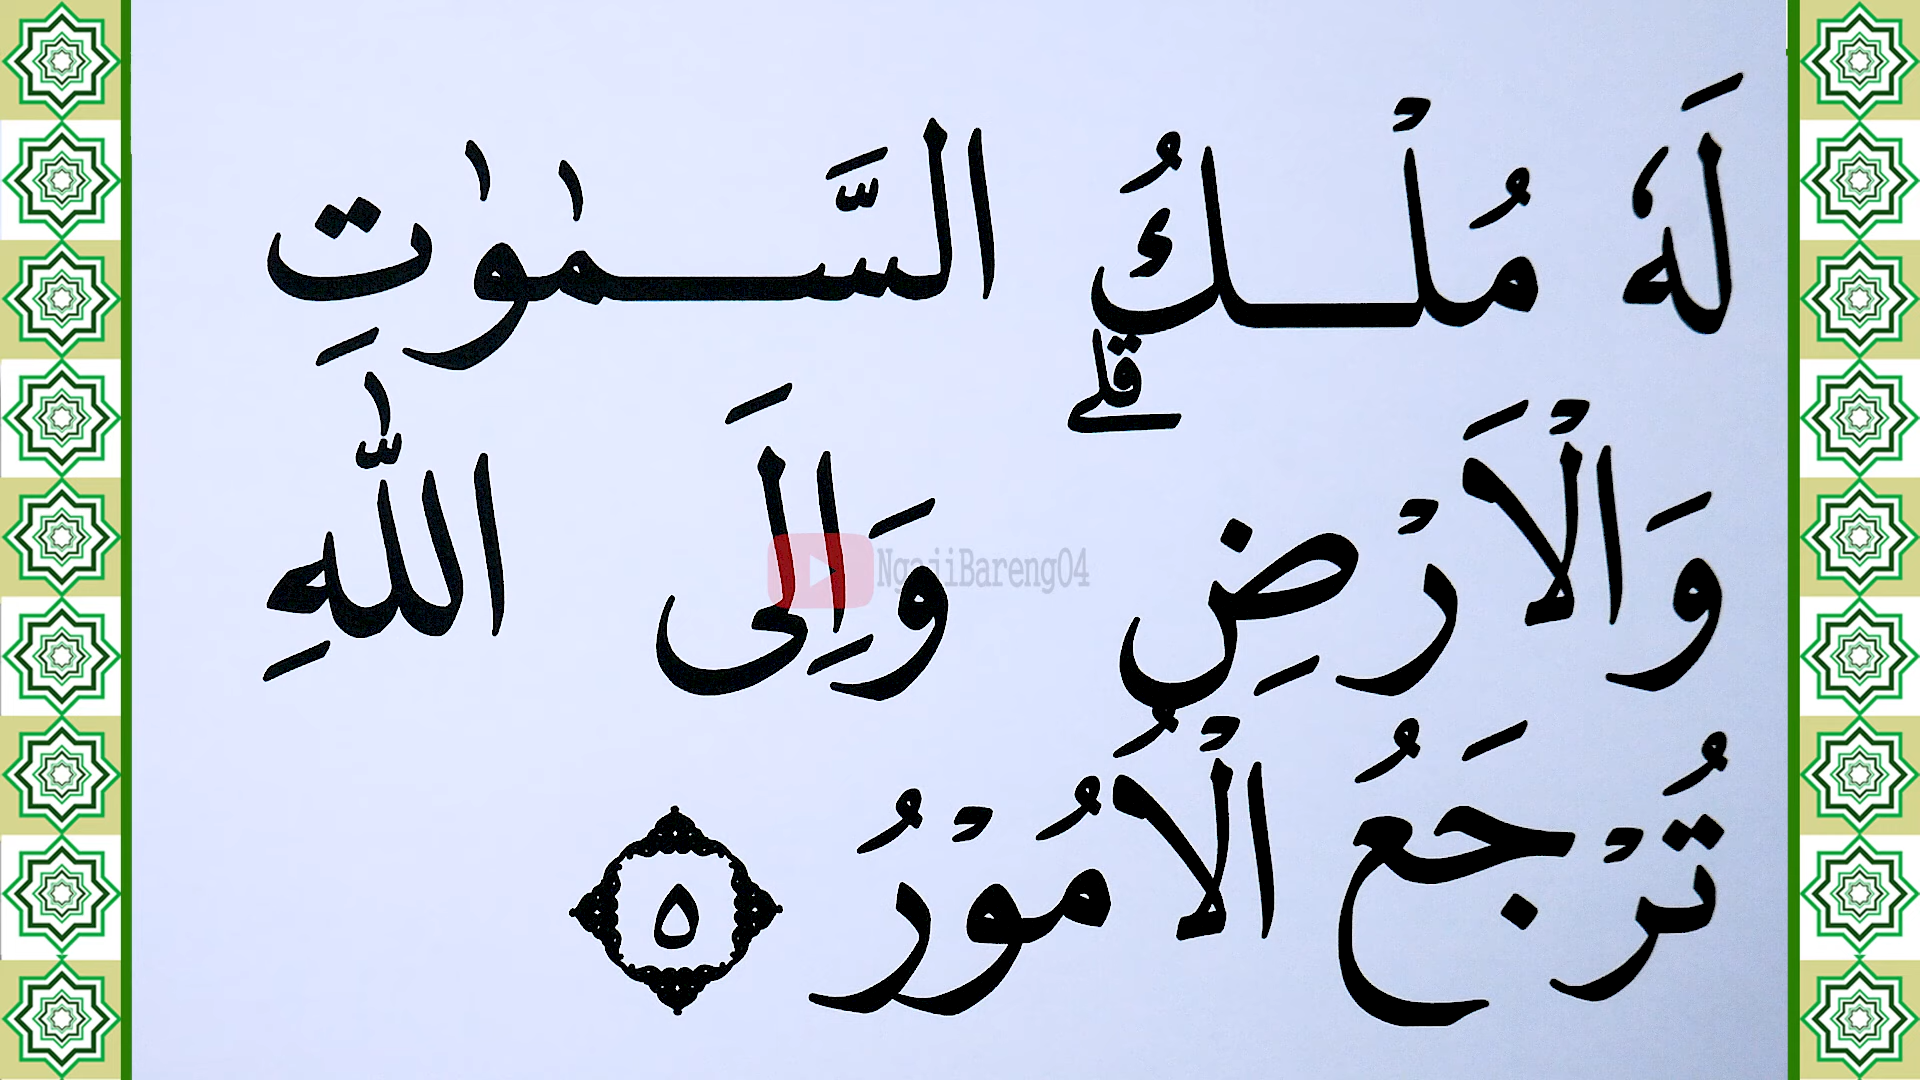 لَهٗ مُلْكُ السَّمٰوٰتِ
وَالْاَرْضِۗ وَاِلَى اللّٰهِ
تُرْجَعُ الْاُمُوْرُ ٥
NgajiBareng04